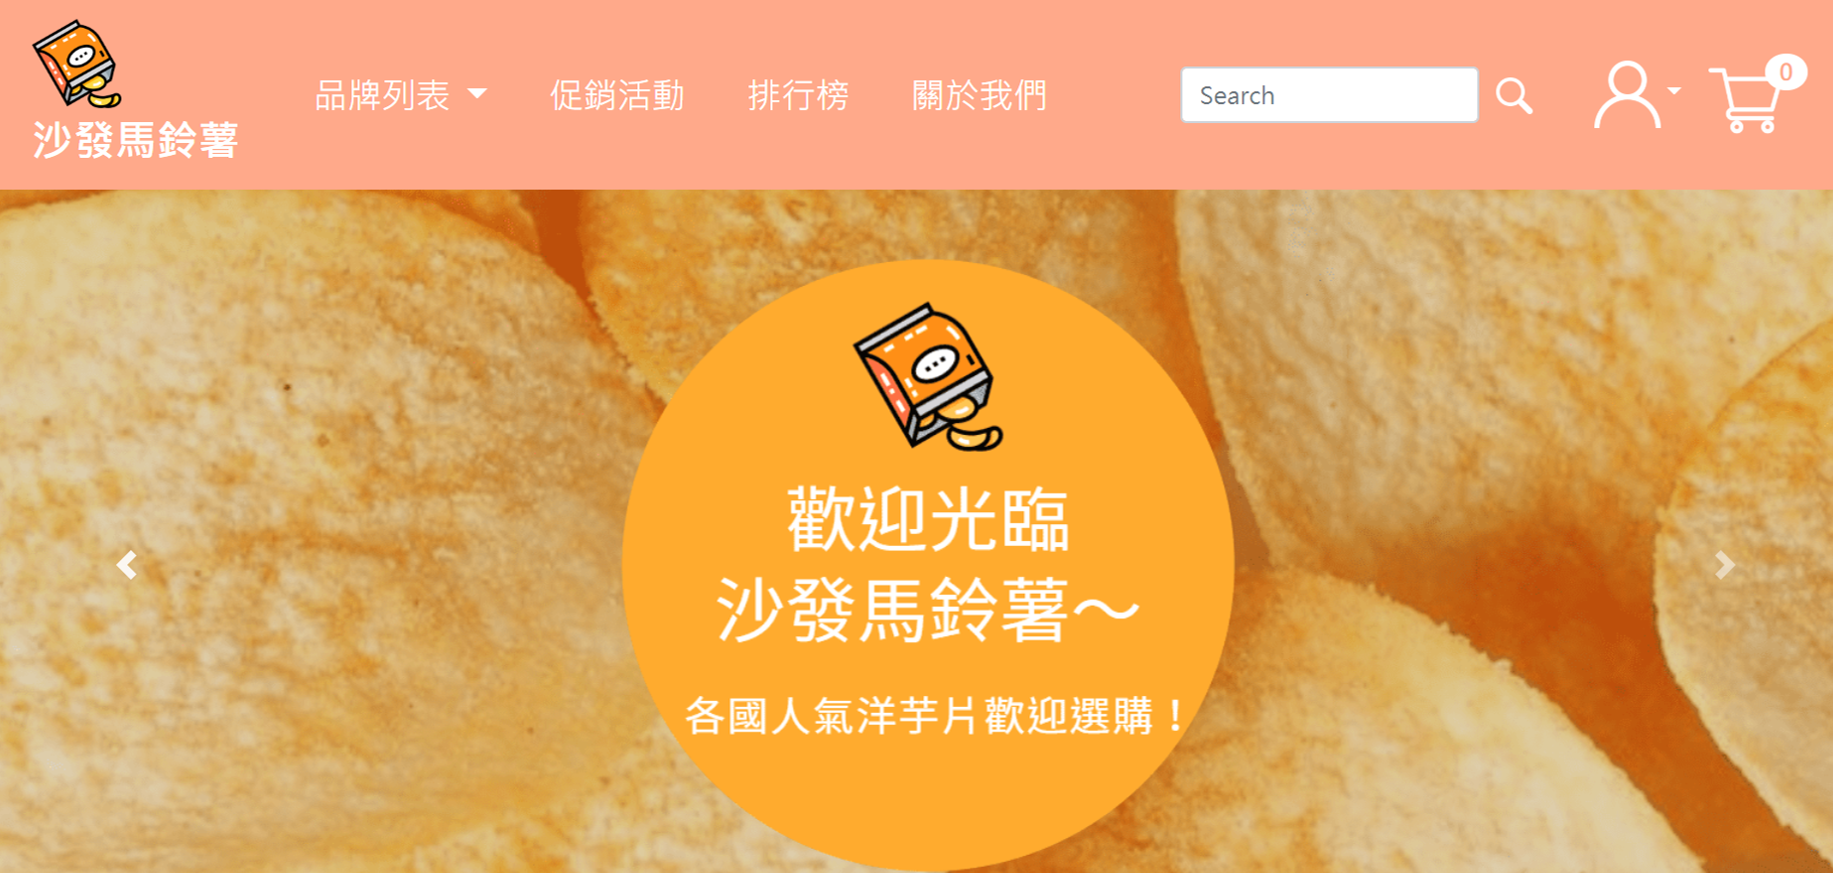 沙發馬鈴薯
品牌列表
促銷活動
排行榜
關於我們
Search
0
歡迎光臨
沙發馬鈴薯～
各國人氣洋芋片歡迎選購！